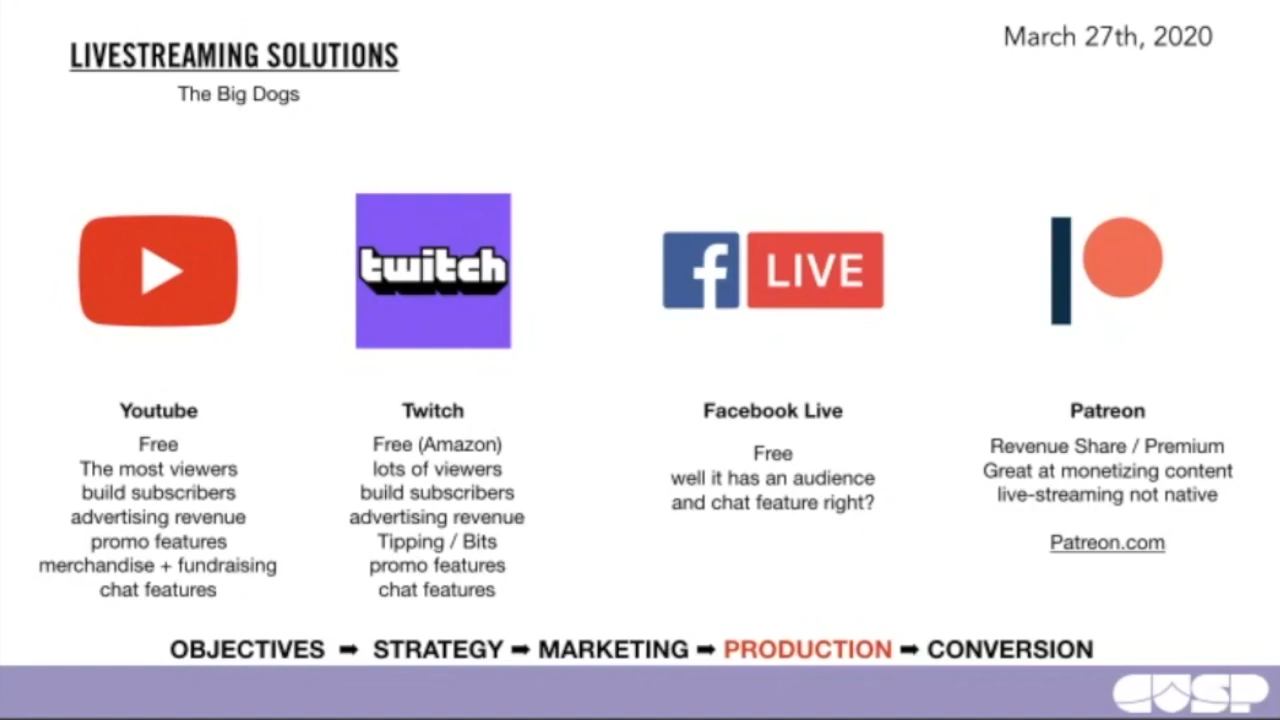 LIVESTREAMING SOLUTIONS
The Big Dogs
March 27th, 2020
twitch
f LIVE
Youtube
Free
The most viewers
build subscribers
advertising revenue
promo features
merchandise + fundraising
chat features
Twitch
Free (Amazon)
lots of viewers
build subscribers
advertising revenue
Tipping / Bits
promo features
chat features
Facebook Live
Free
well it has an audience
and chat feature right?
Patreon
Revenue Share / Premium
Great at monetizing content
live-streaming not native
Patreon.com
OBJECTIVES ➡ STRATEGY ➡ MARKETING ➡ PRODUCTION ➡ CONVERSION
CUSP